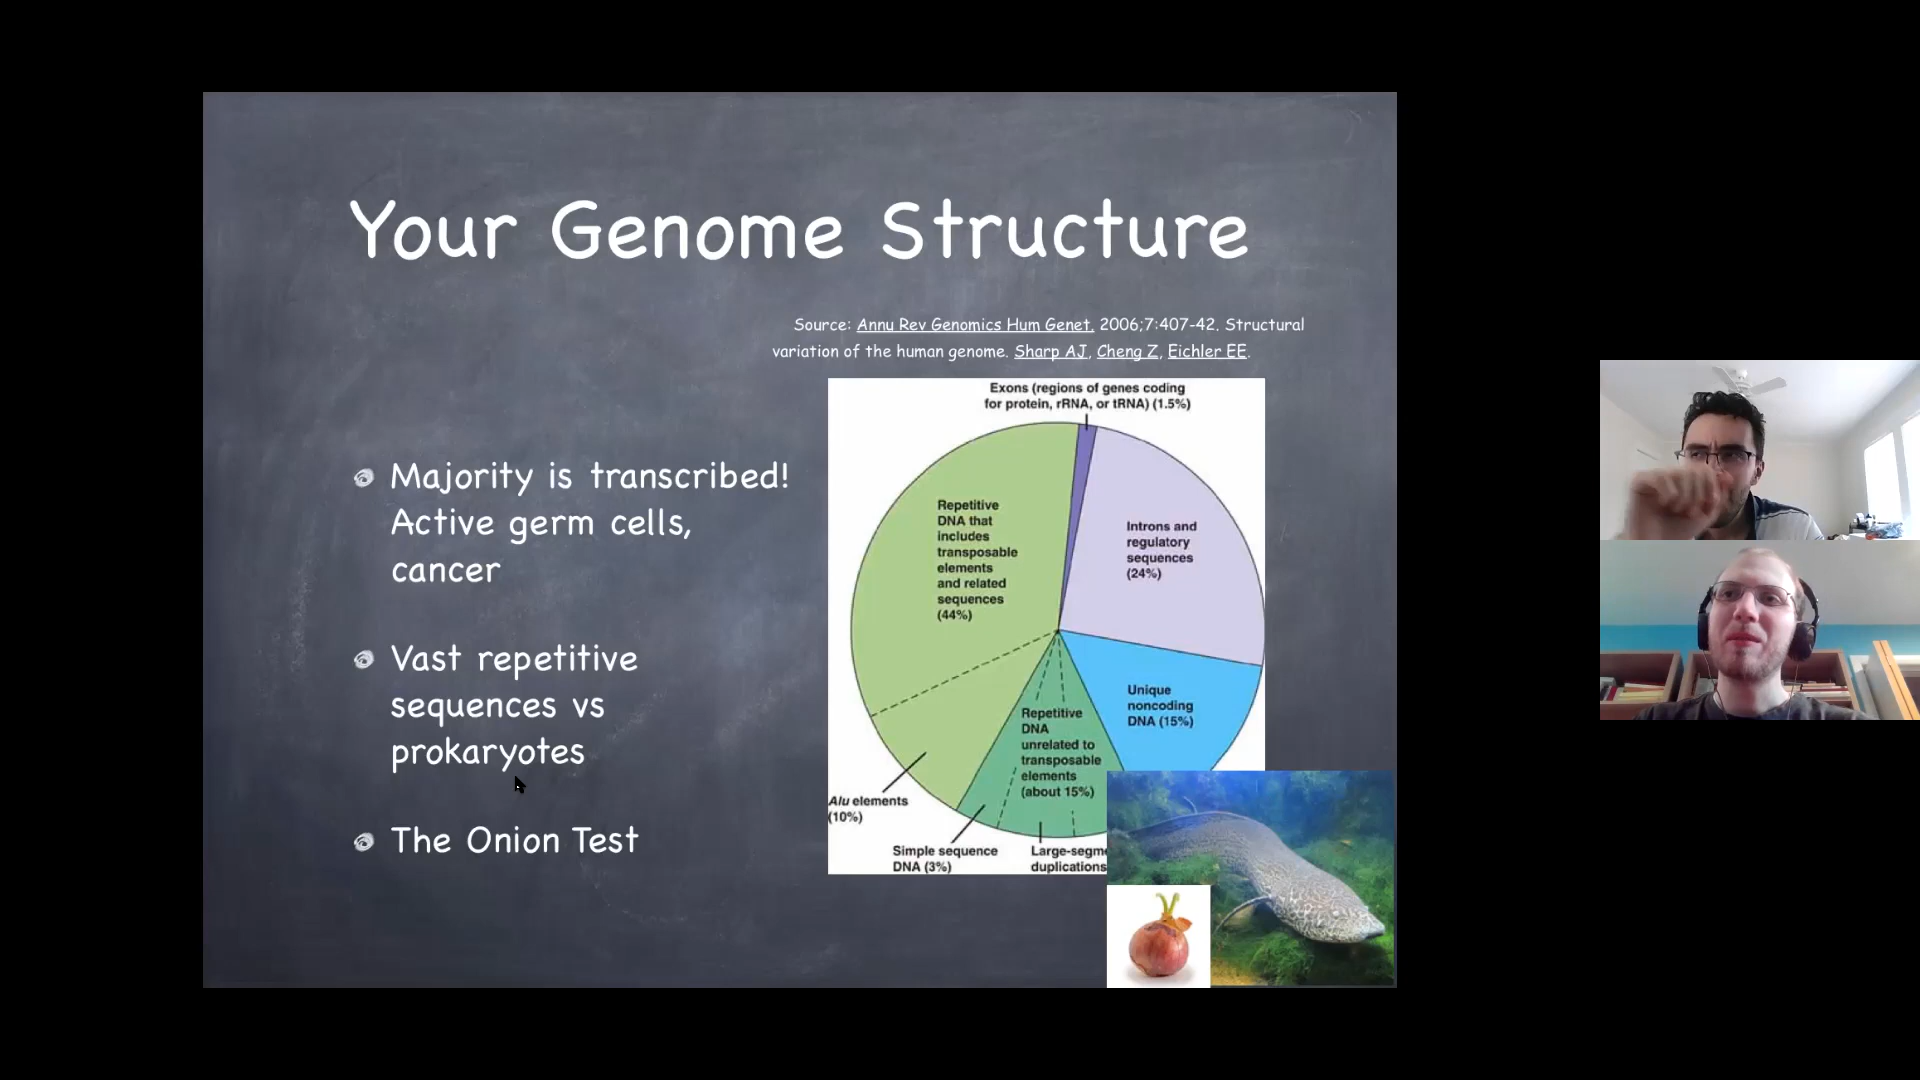 Your Genome Structure
Source: Annu Rev Genomics Hum Genet. 2006;7:407-42. Structural
variation of the human genome. Sharp AJ, Cheng Z, Eichler EE.
Majority is transcribed!
Active germ cells,
cancer
Vast repetitive
sequences vs
prokaryotes
The Onion Test
Exons (regions of genes coding
for protein, rRNA, or tRNA) (1.5%)
Repetitive
DNA that
includes
transposable
elements
and related
sequences
(44%)
Introns and
regulatory
sequences
(24%)
Unique
noncoding
DNA (15%)
Repetitive
DNA
unrelated to
transposable
elements
(about 15%)
Alu elements
(10%)
Simple sequence
DNA (3%)
Large-segm
duplications